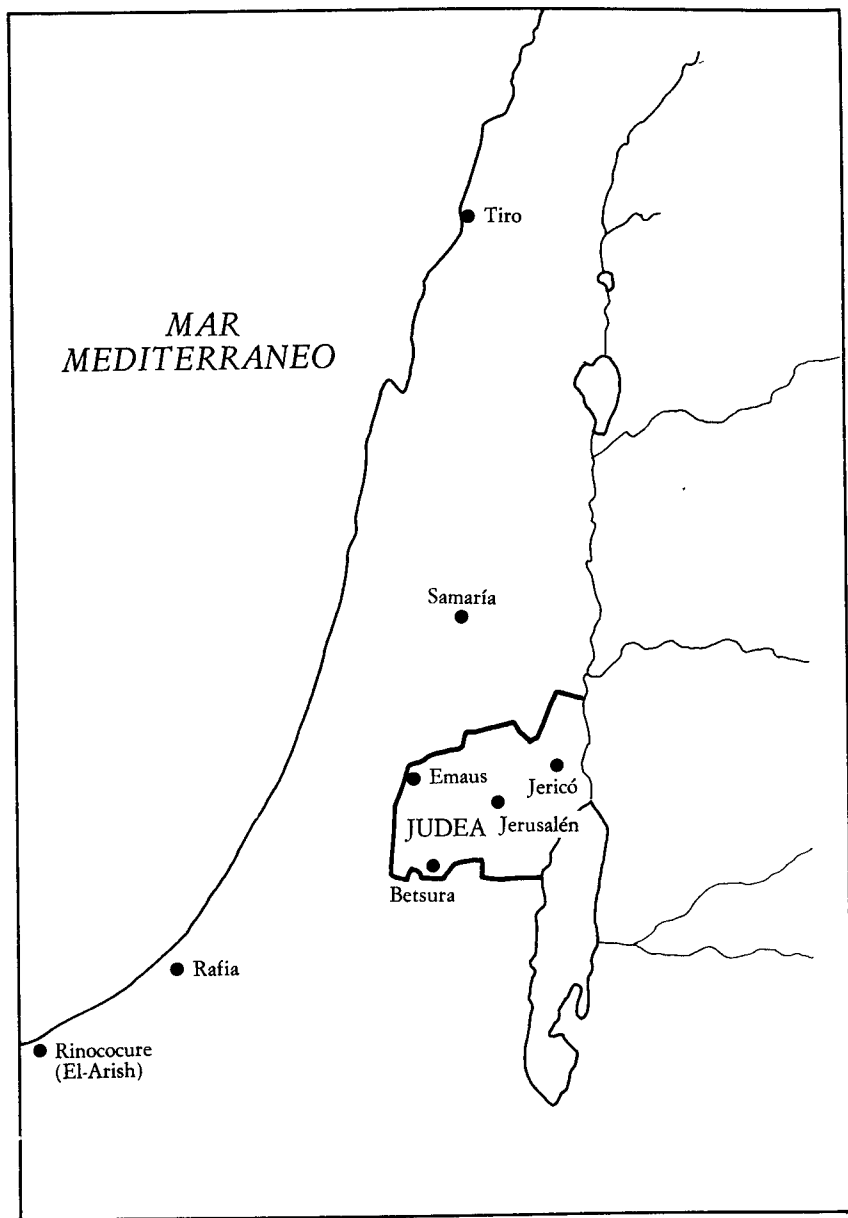 Tiro
MAR
MEDITERRANEO
Samaría
Emaus
Jericó
JUDEA
Jerusalén
Betsura
Rafia
Rinococure
(El-Arish)